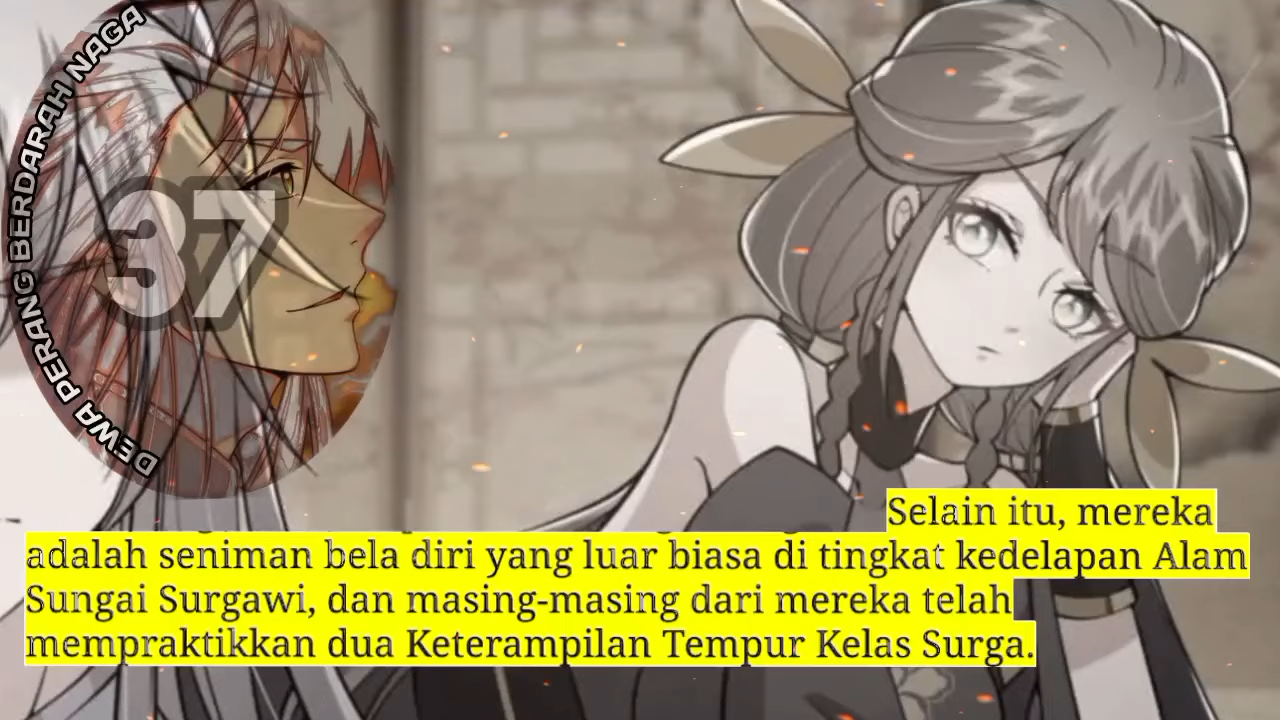 DEWA PERANG BERDARAH NAGA
37
Selain itu, mereka
adalah seniman bela diri yang luar biasa di tingkat kedelapan Alam
Sungai Surgawi, dan masing-masing dari mereka telah
mempraktikkan dua Keterampilan Tempur Kelas Surga.